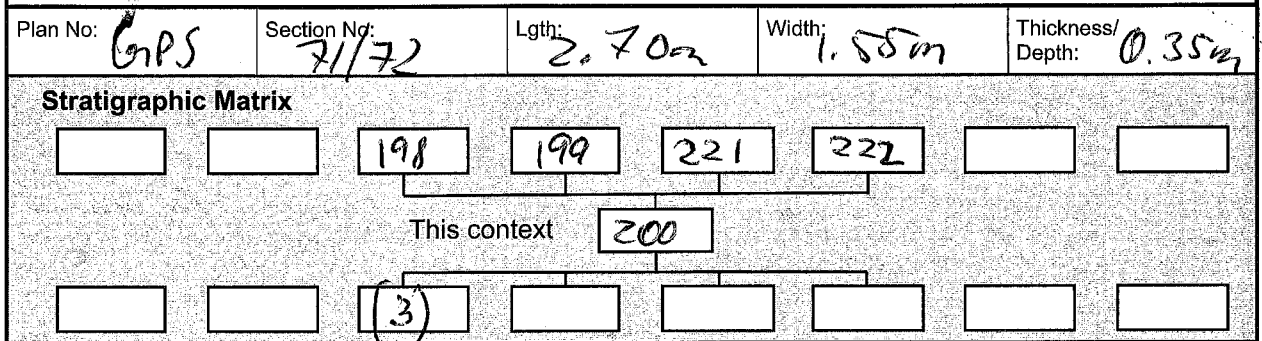 Plan No: GPS Section No: 71/72 Lgth: 2.70m Width: 1.55m Thickness/Depth: 0.35m
Stratigraphic Matrix
198 199 221 222
This context 200
(3)